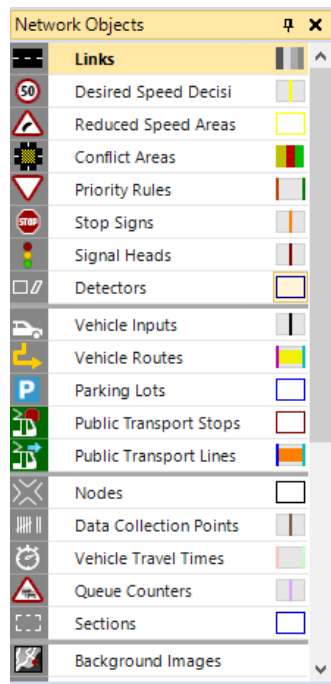 Network Objects
Links
50 Desired Speed Decisi
Reduced Speed Areas
Conflict Areas
Priority Rules
STOP Stop Signs
Signal Heads
Detectors
Vehicle Inputs
Vehicle Routes
P Parking Lots
Public Transport Stops
Public Transport Lines
Nodes
Data Collection Points
Vehicle Travel Times
Queue Counters
Sections
Background Images